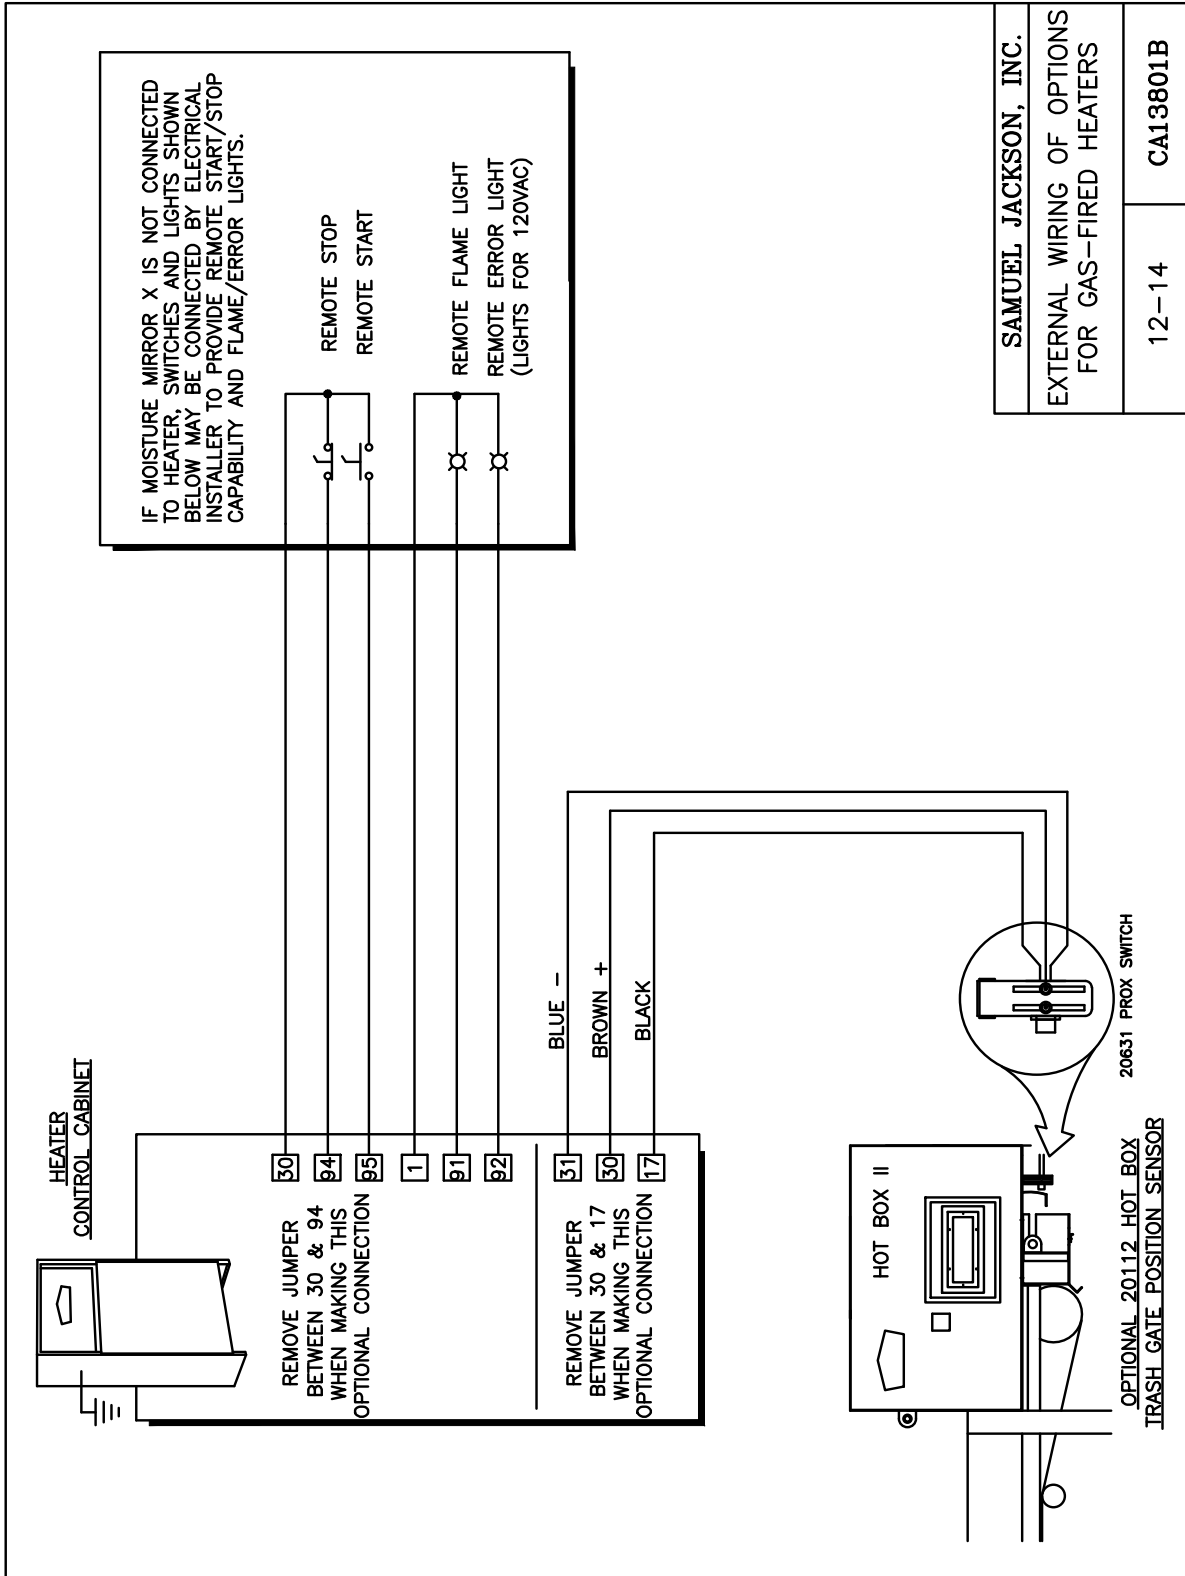 HEATER
CONTROL CABINET
IF MOISTURE MIRROR X IS NOT CONNECTED
TO HEATER, SWITCHES AND LIGHTS SHOWN
BELOW MAY BE CONNECTED BY ELECTRICAL
INSTALLER TO PROVIDE REMOTE START/STOP
CAPABILITY AND FLAME/ERROR LIGHTS.
REMOVE JUMPER
BETWEEN 30 & 94
WHEN MAKING THIS
OPTIONAL CONNECTION
30
94
95
1
91
92
REMOTE STOP
REMOTE START
REMOTE FLAME LIGHT
REMOTE ERROR LIGHT
(LIGHTS FOR 120VAC)
REMOVE JUMPER
BETWEEN 30 & 17
WHEN MAKING THIS
OPTIONAL CONNECTION
31
30
17
BLUE -
BROWN +
BLACK
HOT BOX II
20631 PROX SWITCH
OPTIONAL 20112 HOT BOX
TRASH GATE POSITION SENSOR
SAMUEL JACKSON, INC.
EXTERNAL WIRING OF OPTIONS
FOR GAS-FIRED HEATERS
12-14
CA13801B